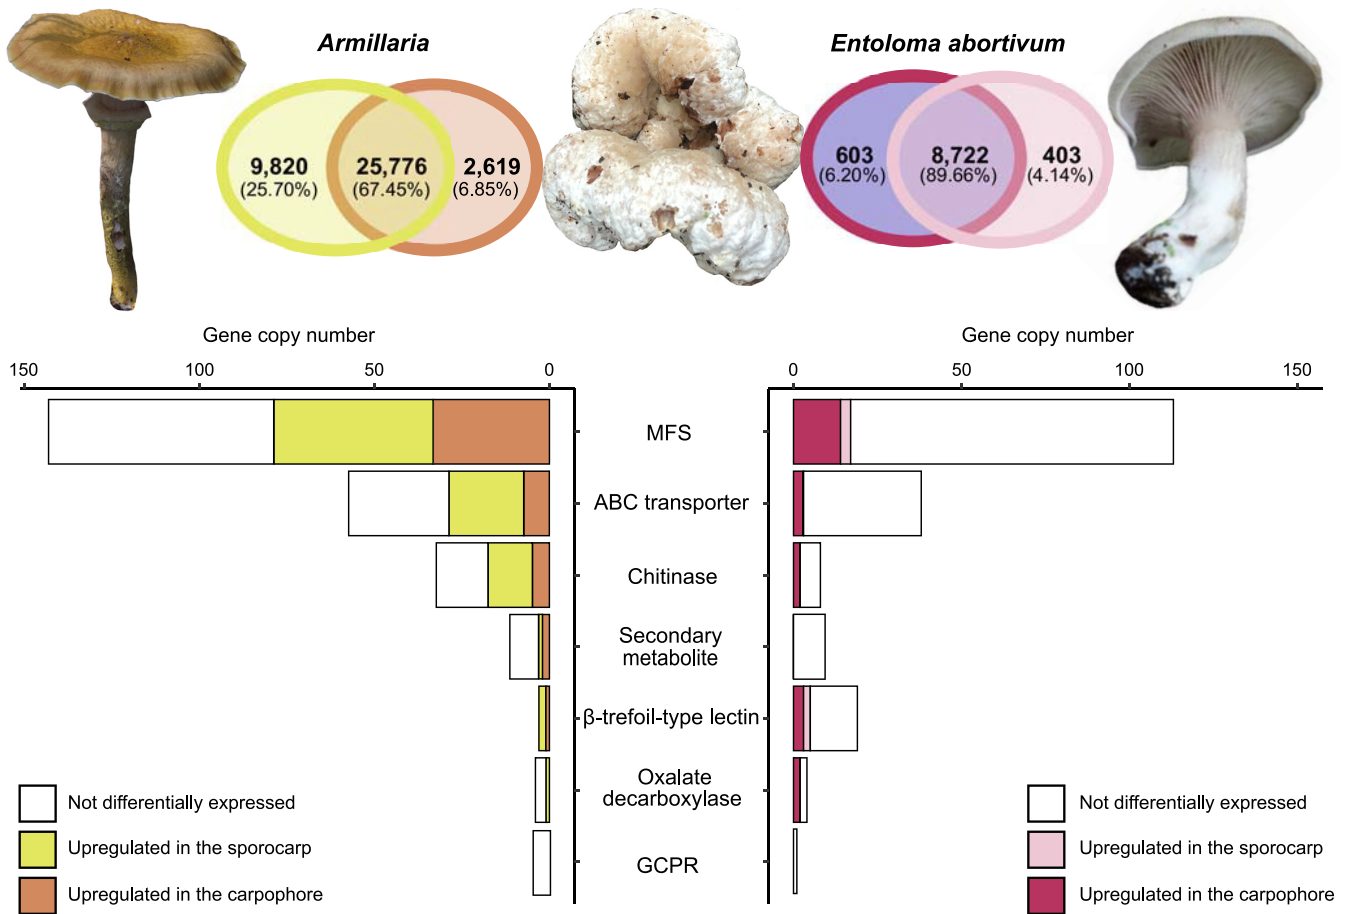 Armillaria
Entoloma abortivum
9,820
(25.70%)
25,776
(67.45%)
2,619
(6.85%)
603
(6.20%)
8,722
(89.66%)
403
(4.14%)
Gene copy number
Gene copy number
150 100 50 0
0 50 100 150
MFS
ABC transporter
Chitinase
Secondary
metabolite
β-trefoil-type lectin
Oxalate
decarboxylase
GCPR
Not differentially expressed
Upregulated in the sporocarp
Upregulated in the carpophore
Not differentially expressed
Upregulated in the sporocarp
Upregulated in the carpophore